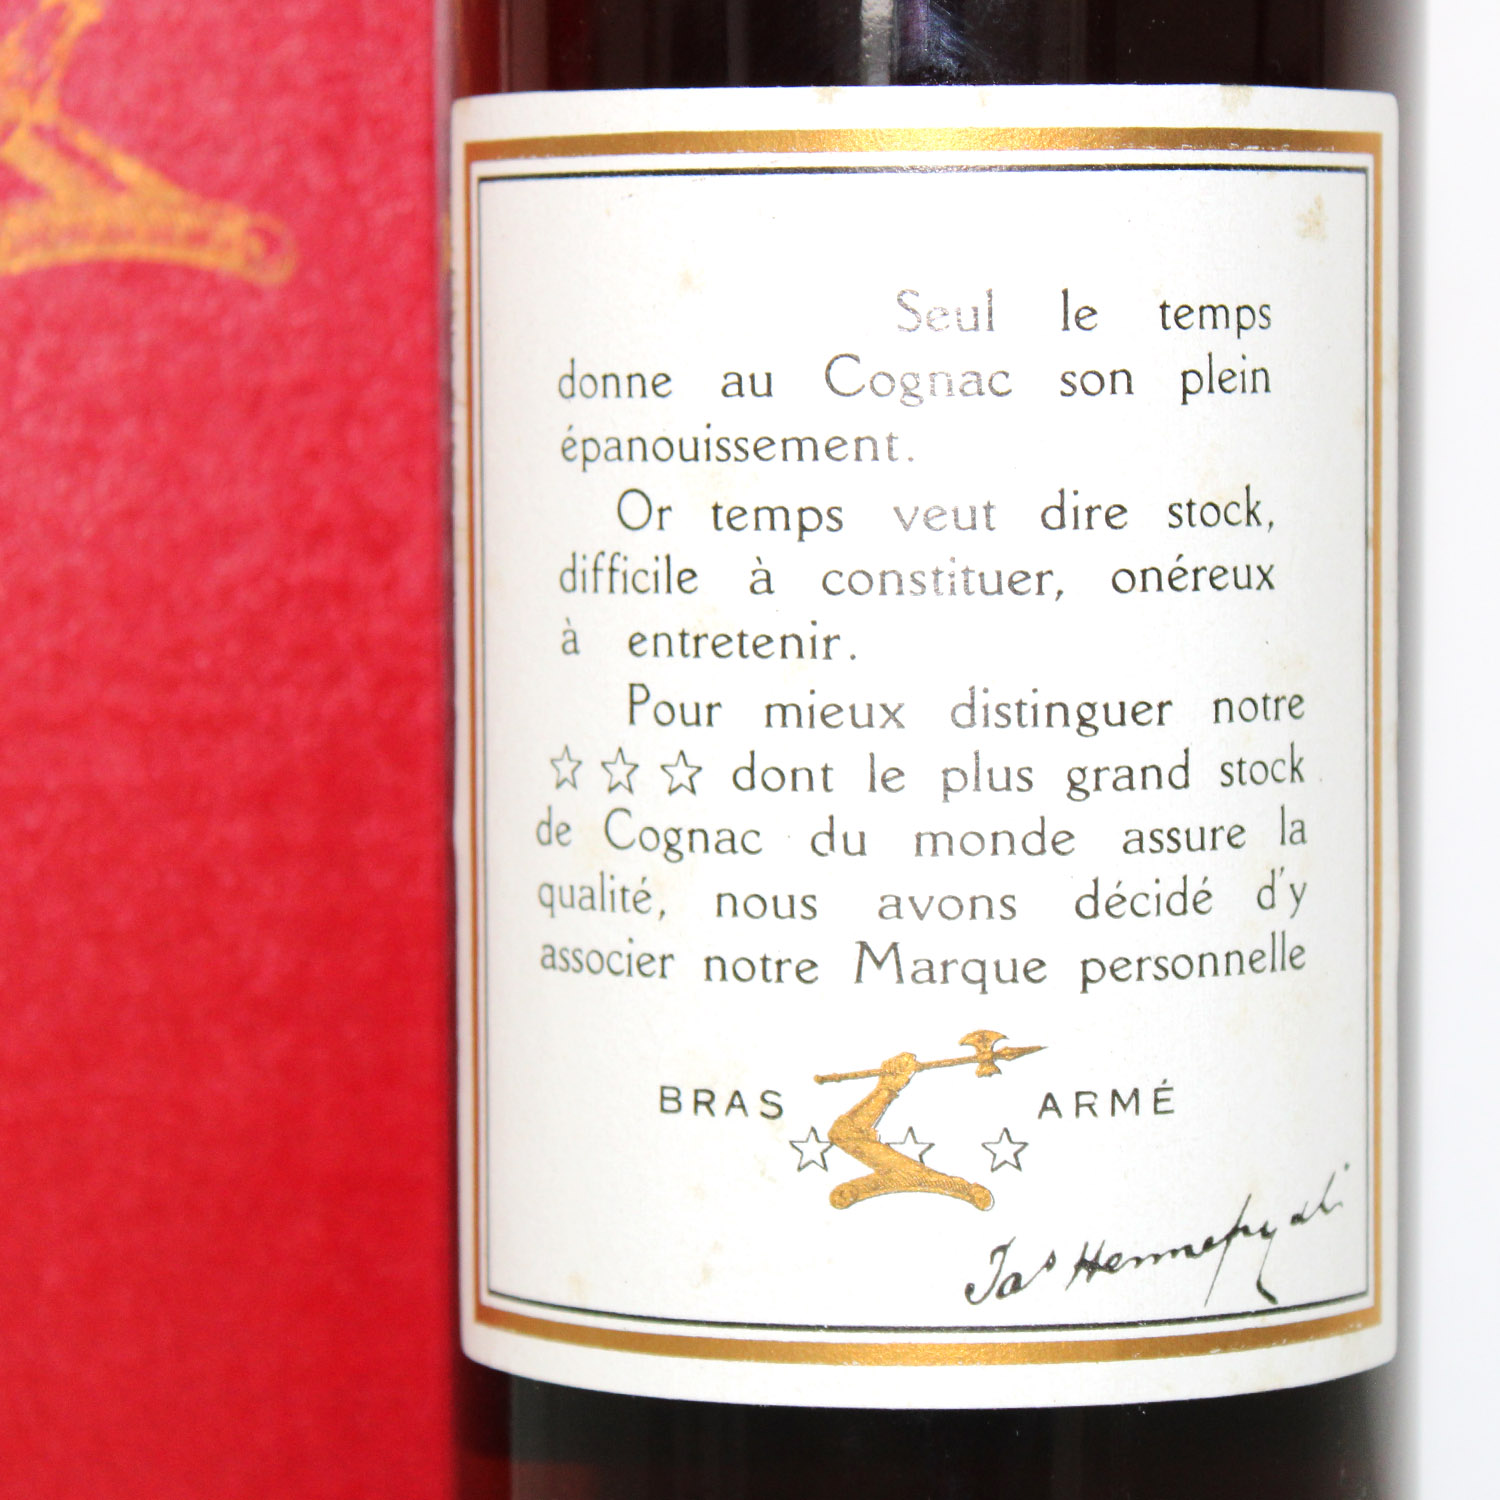 Seul le temps
donne au Cognac son plein
épanouissement.
Or temps veut dire stock,
difficile à constituer, onéreux
à entretenir.
Pour mieux distinguer notre
☆☆☆ dont le plus grand stock
de Cognac du monde assure la
qualité, nous avons décidé d'y
associer notre Marque personnelle
BRAS ARMÉ
Jas Hennessy